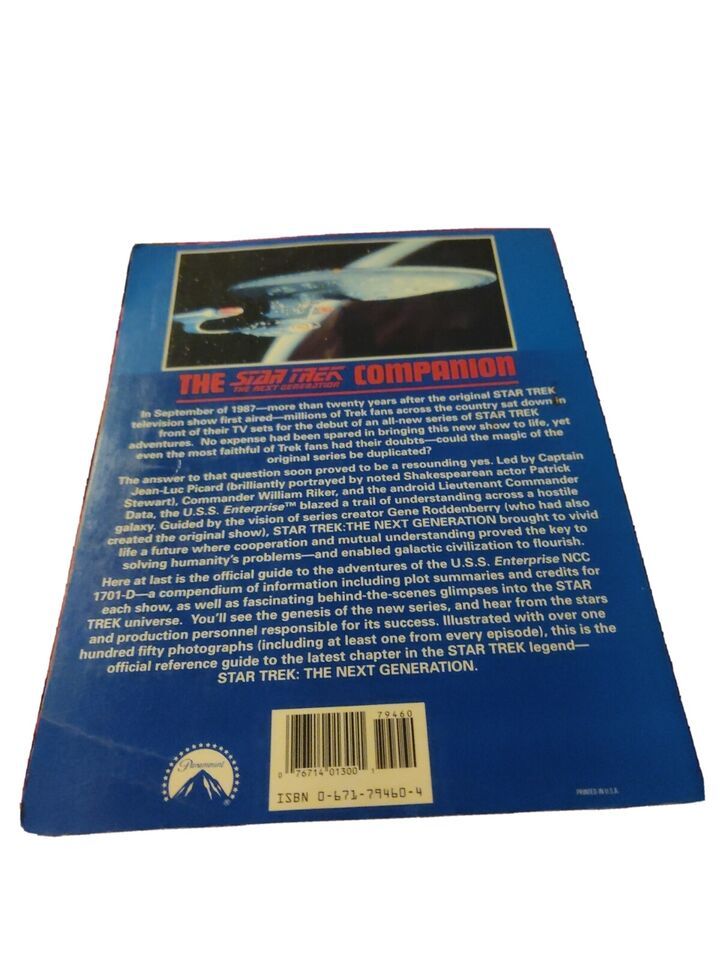 THE STAR TREK COMPANION
THE NEXT GENERATION
In September of 1987—more than twenty years after the original STAR TREK
television show first aired—millions of Trek fans across the country sat down in
front of their TV sets for the debut of an all-new series of STAR TREK
adventures. No expense had been spared in bringing this new show to life, yet
even the most faithful of Trek fans had their doubts—could the magic of the
original series be duplicated?
The answer to that question soon proved to be a resounding yes. Led by Captain
Jean-Luc Picard (brilliantly portrayed by noted Shakespearean actor Patrick
Stewart), Commander William Riker, and the android Lieutenant Commander
Data, the U.S.S. Enterprise™ blazed a trail of understanding across a hostile
galaxy. Guided by the vision of series creator Gene Roddenberry (who had also
created the original show), STAR TREK:THE NEXT GENERATION brought to vivid
life a future where cooperation and mutual understanding proved the key to
solving humanity's problems—and enabled galactic civilization to flourish.
Here at last is the official guide to the adventures of the U.S.S. Enterprise NCC
1701-D—a compendium of information including plot summaries and credits for
each show, as well as fascinating behind-the-scenes glimpses into the STAR
TREK universe. You'll see the genesis of the new series, and hear from the stars
and production personnel responsible for its success. Illustrated with over one
hundred fifty photographs (including at least one from every episode), this is the
official reference guide to the latest chapter in the STAR TREK legend—
STAR TREK: THE NEXT GENERATION.
79460
0 76714 01300 1
ISBN 0-671-79460-4
Paramount
PRINTED IN U.S.A.